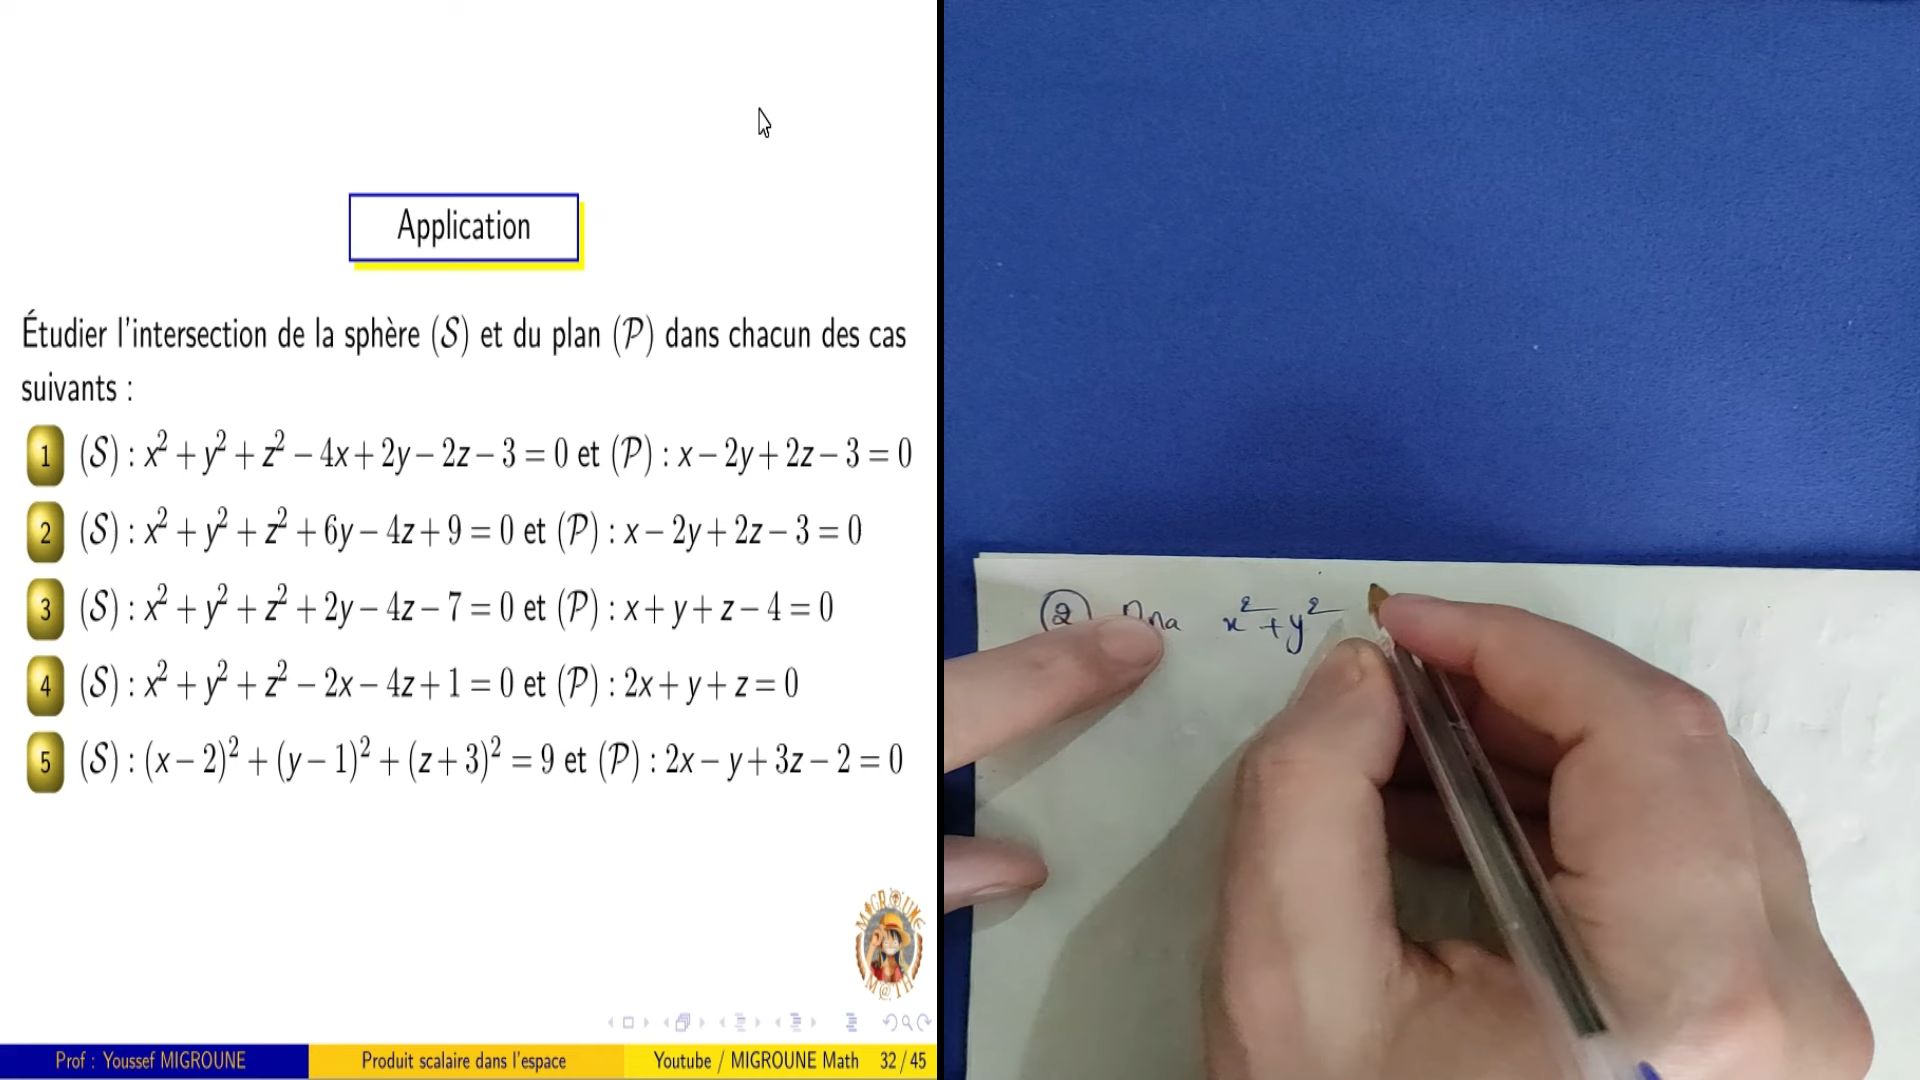 Application
Étudier l'intersection de la sphère (S) et du plan (P) dans chacun des cas
suivants :
1 (S) : x² + y² + z² − 4x + 2y − 2z − 3 = 0 et (P) : x − 2y + 2z − 3 = 0
2 (S) : x² + y² + z² + 6y − 4z + 9 = 0 et (P) : x − 2y + 2z − 3 = 0
3 (S) : x² + y² + z² + 2y − 4z − 7 = 0 et (P) : x + y + z − 4 = 0
4 (S) : x² + y² + z² − 2x − 4z + 1 = 0 et (P) : 2x + y + z = 0
5 (S) : (x − 2)² + (y − 1)² + (z + 3)² = 9 et (P) : 2x − y + 3z − 2 = 0
MIGROUNE
M@TH
Prof : Youssef MIGROUNE Produit scalaire dans l'espace Youtube / MIGROUNE Math 32 / 45
2 On a x² + y²